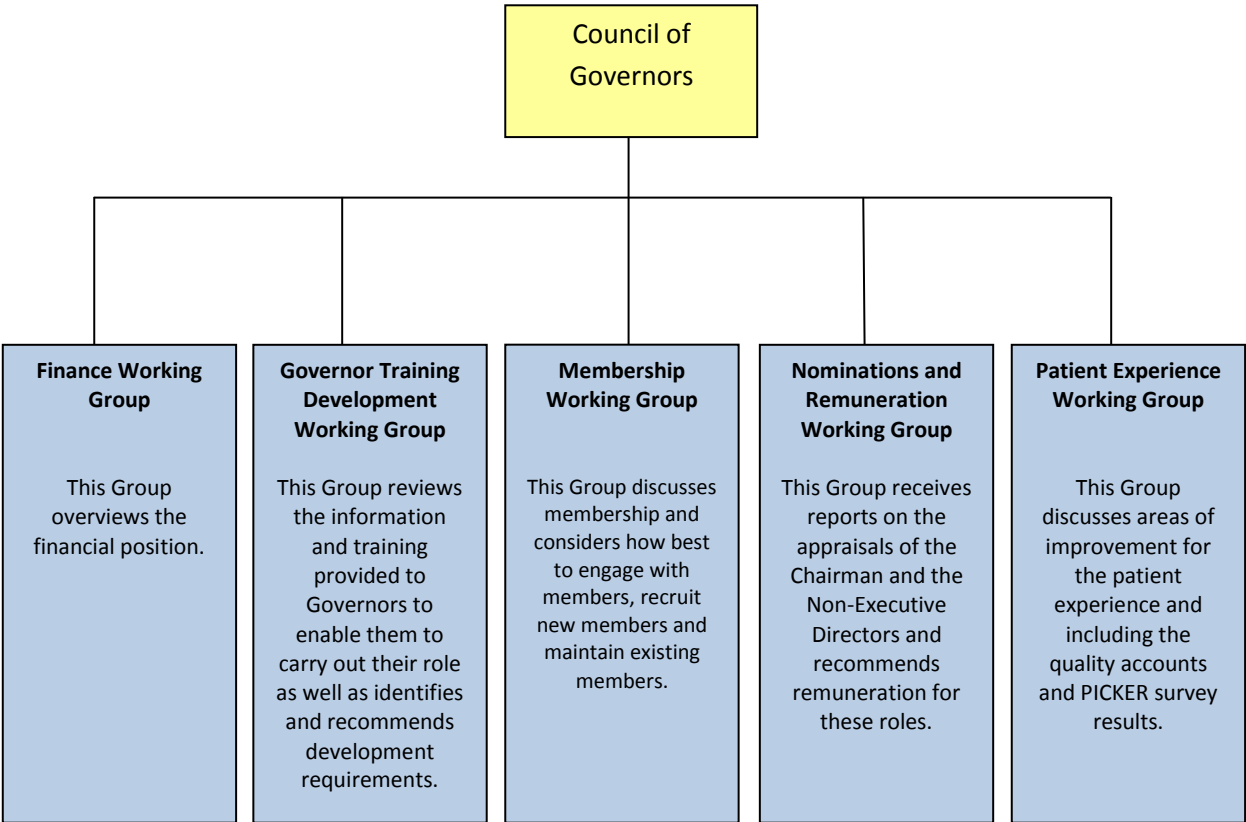 Council of
Governors
Finance Working
Group
This Group
overviews the
financial position.
Governor Training
Development
Working Group
This Group reviews
the information
and training
provided to
Governors to
enable them to
carry out their role
as well as identifies
and recommends
development
requirements.
Membership
Working Group
This Group discusses
membership and
considers how best
to engage with
members, recruit
new members and
maintain existing
members.
Nominations and
Remuneration
Working Group
This Group receives
reports on the
appraisals of the
Chairman and the
Non-Executive
Directors and
recommends
remuneration for
these roles.
Patient Experience
Working Group
This Group
discusses areas of
improvement for
the patient
experience and
including the
quality accounts
and PICKER survey
results.